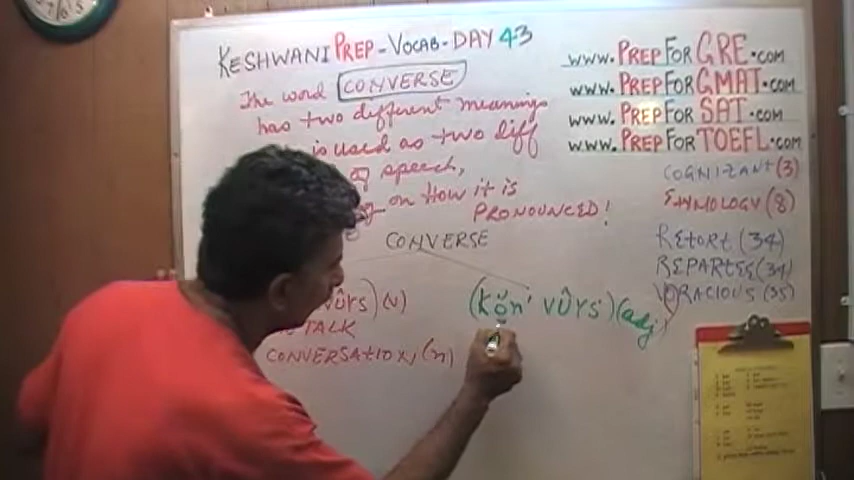 KESHWANI PREP-VOCAB-DAY 43
The word CONVERSE
has two different meanings
is used as two diff
of speech,
on How it is
PRONOUNCED!
CONVERSE
vûrs)(v)
TALK
CONVERSATION,(n)
(kŏn' vûrs)(adj)
www.PREPFORGRE.com
www.PREPFORGMAT.com
www.PREPFORSAT.com
www.PREPFORTOEFL.com
COGNIZANT(3)
RETORT(34)
REPARTEE(34)
VORACIOUS(35)